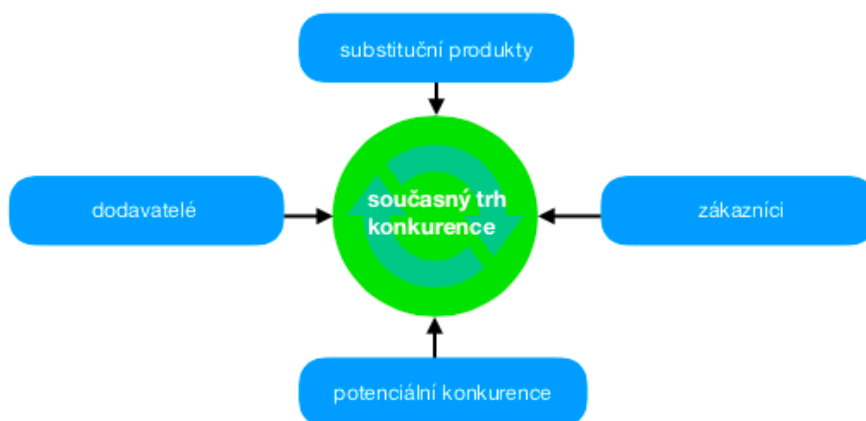 substituční produkty
dodavatelé
současný trh
konkurence
zákazníci
potenciální konkurence